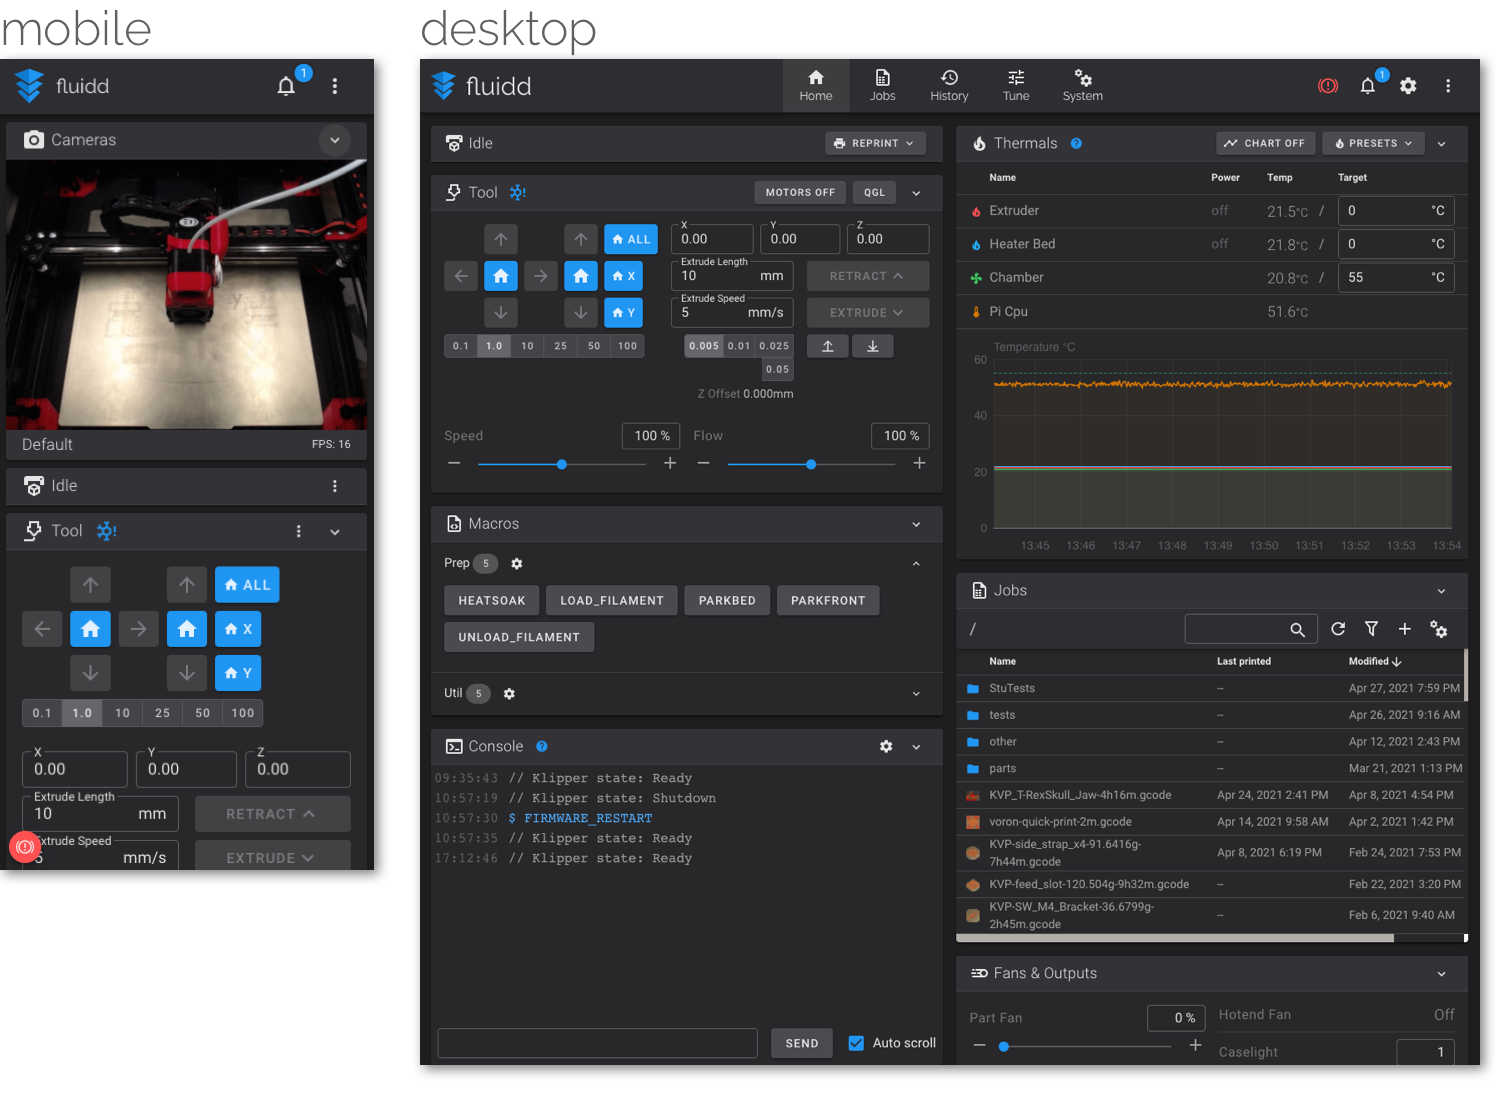 mobile
fluidd
1
Cameras
Default
FPS: 16
Idle
Tool
ALL
X
Y
0.1 1.0 10 25 50 100
X Y Z
0.00 0.00 0.00
Extrude Length
10 mm
RETRACT
Extrude Speed
5 mm/s
EXTRUDE
desktop
fluidd
Home Jobs History Tune System
1
Idle
REPRINT
Tool
MOTORS OFF QGL
ALL
X
Y
0.1 1.0 10 25 50 100
X Y Z
0.00 0.00 0.00
Extrude Length
10 mm
RETRACT
Extrude Speed
5 mm/s
EXTRUDE
0.005 0.01 0.025
0.05
Z Offset 0.000mm
Speed 100 %
Flow 100 %
Macros
Prep 5
HEATSOAK LOAD_FILAMENT PARKBED PARKFRONT
UNLOAD_FILAMENT
Util 5
Console
09:35:43 // Klipper state: Ready
10:57:19 // Klipper state: Shutdown
10:57:30 $ FIRMWARE_RESTART
10:57:35 // Klipper state: Ready
17:12:46 // Klipper state: Ready
SEND
Auto scroll
Thermals
CHART OFF PRESETS
Name Power Temp Target
Extruder off 21.5°C / 0 °C
Heater Bed off 21.8°C / 0 °C
Chamber 20.8°C / 55 °C
Pi Cpu 51.6°C
Temperature °C
60
40
20
0
13:45 13:46 13:47 13:48 13:49 13:50 13:51 13:52 13:53 13:54
Jobs
/
Name Last printed Modified
StuTests -- Apr 27, 2021 7:59 PM
tests -- Apr 26, 2021 9:16 AM
other -- Apr 12, 2021 2:43 PM
parts -- Mar 21, 2021 1:13 PM
KVP_T-RexSkull_Jaw-4h16m.gcode Apr 24, 2021 2:41 PM Apr 8, 2021 4:54 PM
voron-quick-print-2m.gcode Apr 14, 2021 9:58 AM Apr 2, 2021 1:42 PM
KVP-side_strap_x4-91.6416g-
7h44m.gcode Apr 8, 2021 6:19 PM Feb 24, 2021 7:53 PM
KVP-feed_slot-120.504g-9h32m.gcode -- Feb 22, 2021 3:20 PM
KVP-SW_M4_Bracket-36.6799g-
2h45m.gcode -- Feb 6, 2021 9:40 AM
Fans & Outputs
Part Fan 0 %
Hotend Fan Off
Caselight 1